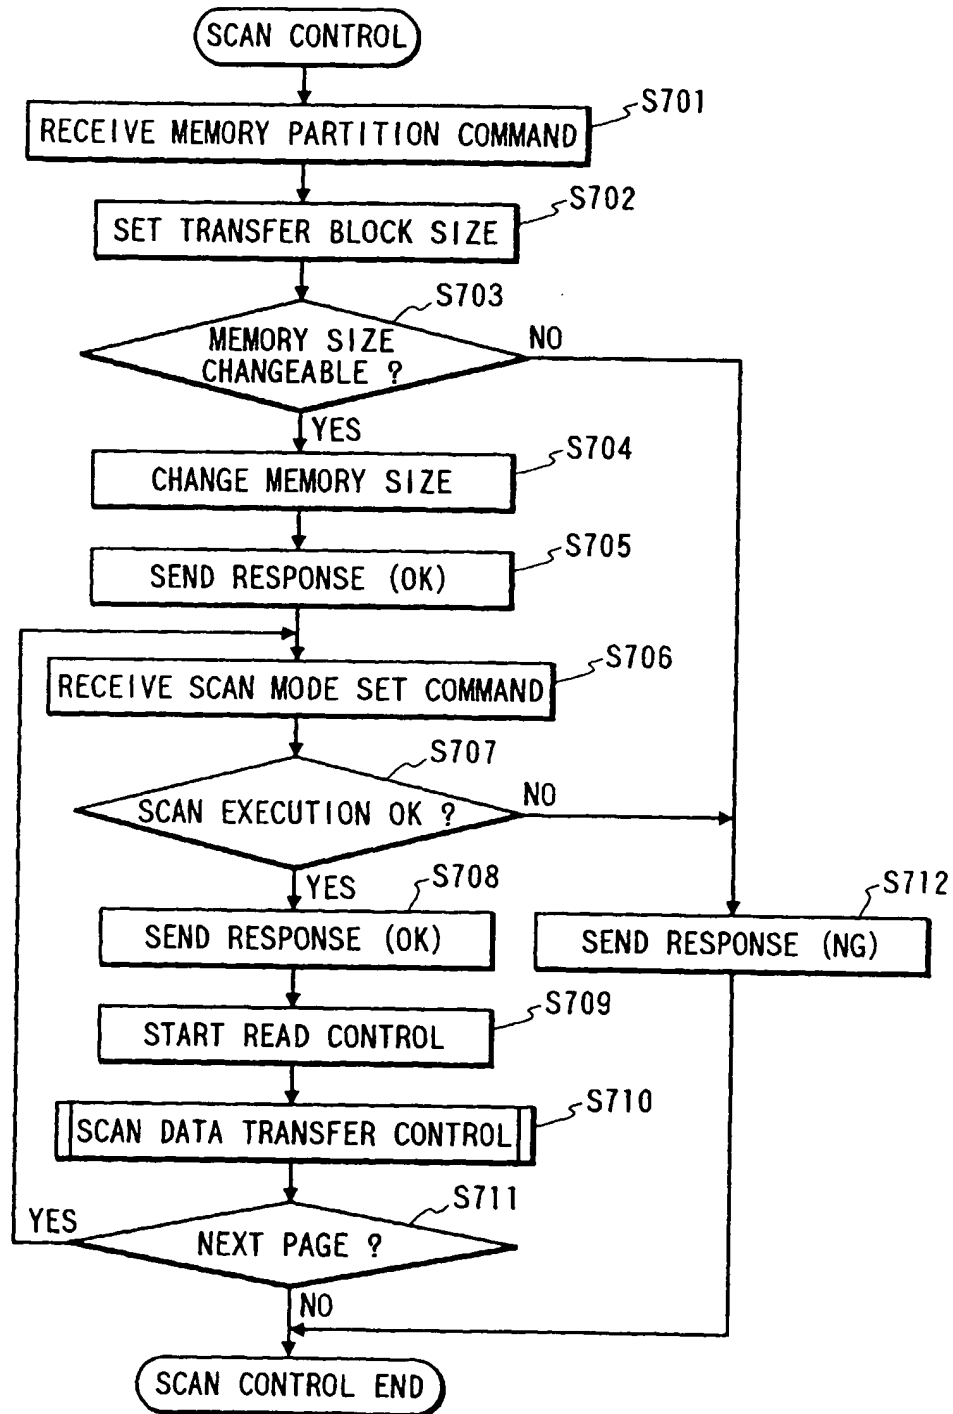 SCAN CONTROL
S701
RECEIVE MEMORY PARTITION COMMAND
S702
SET TRANSFER BLOCK SIZE
S703
MEMORY SIZE
CHANGEABLE ?
NO
YES
S704
CHANGE MEMORY SIZE
S705
SEND RESPONSE (OK)
S706
RECEIVE SCAN MODE SET COMMAND
S707
SCAN EXECUTION OK ?
NO
YES
S708
SEND RESPONSE (OK)
S712
SEND RESPONSE (NG)
S709
START READ CONTROL
S710
SCAN DATA TRANSFER CONTROL
S711
YES
NEXT PAGE ?
NO
SCAN CONTROL END